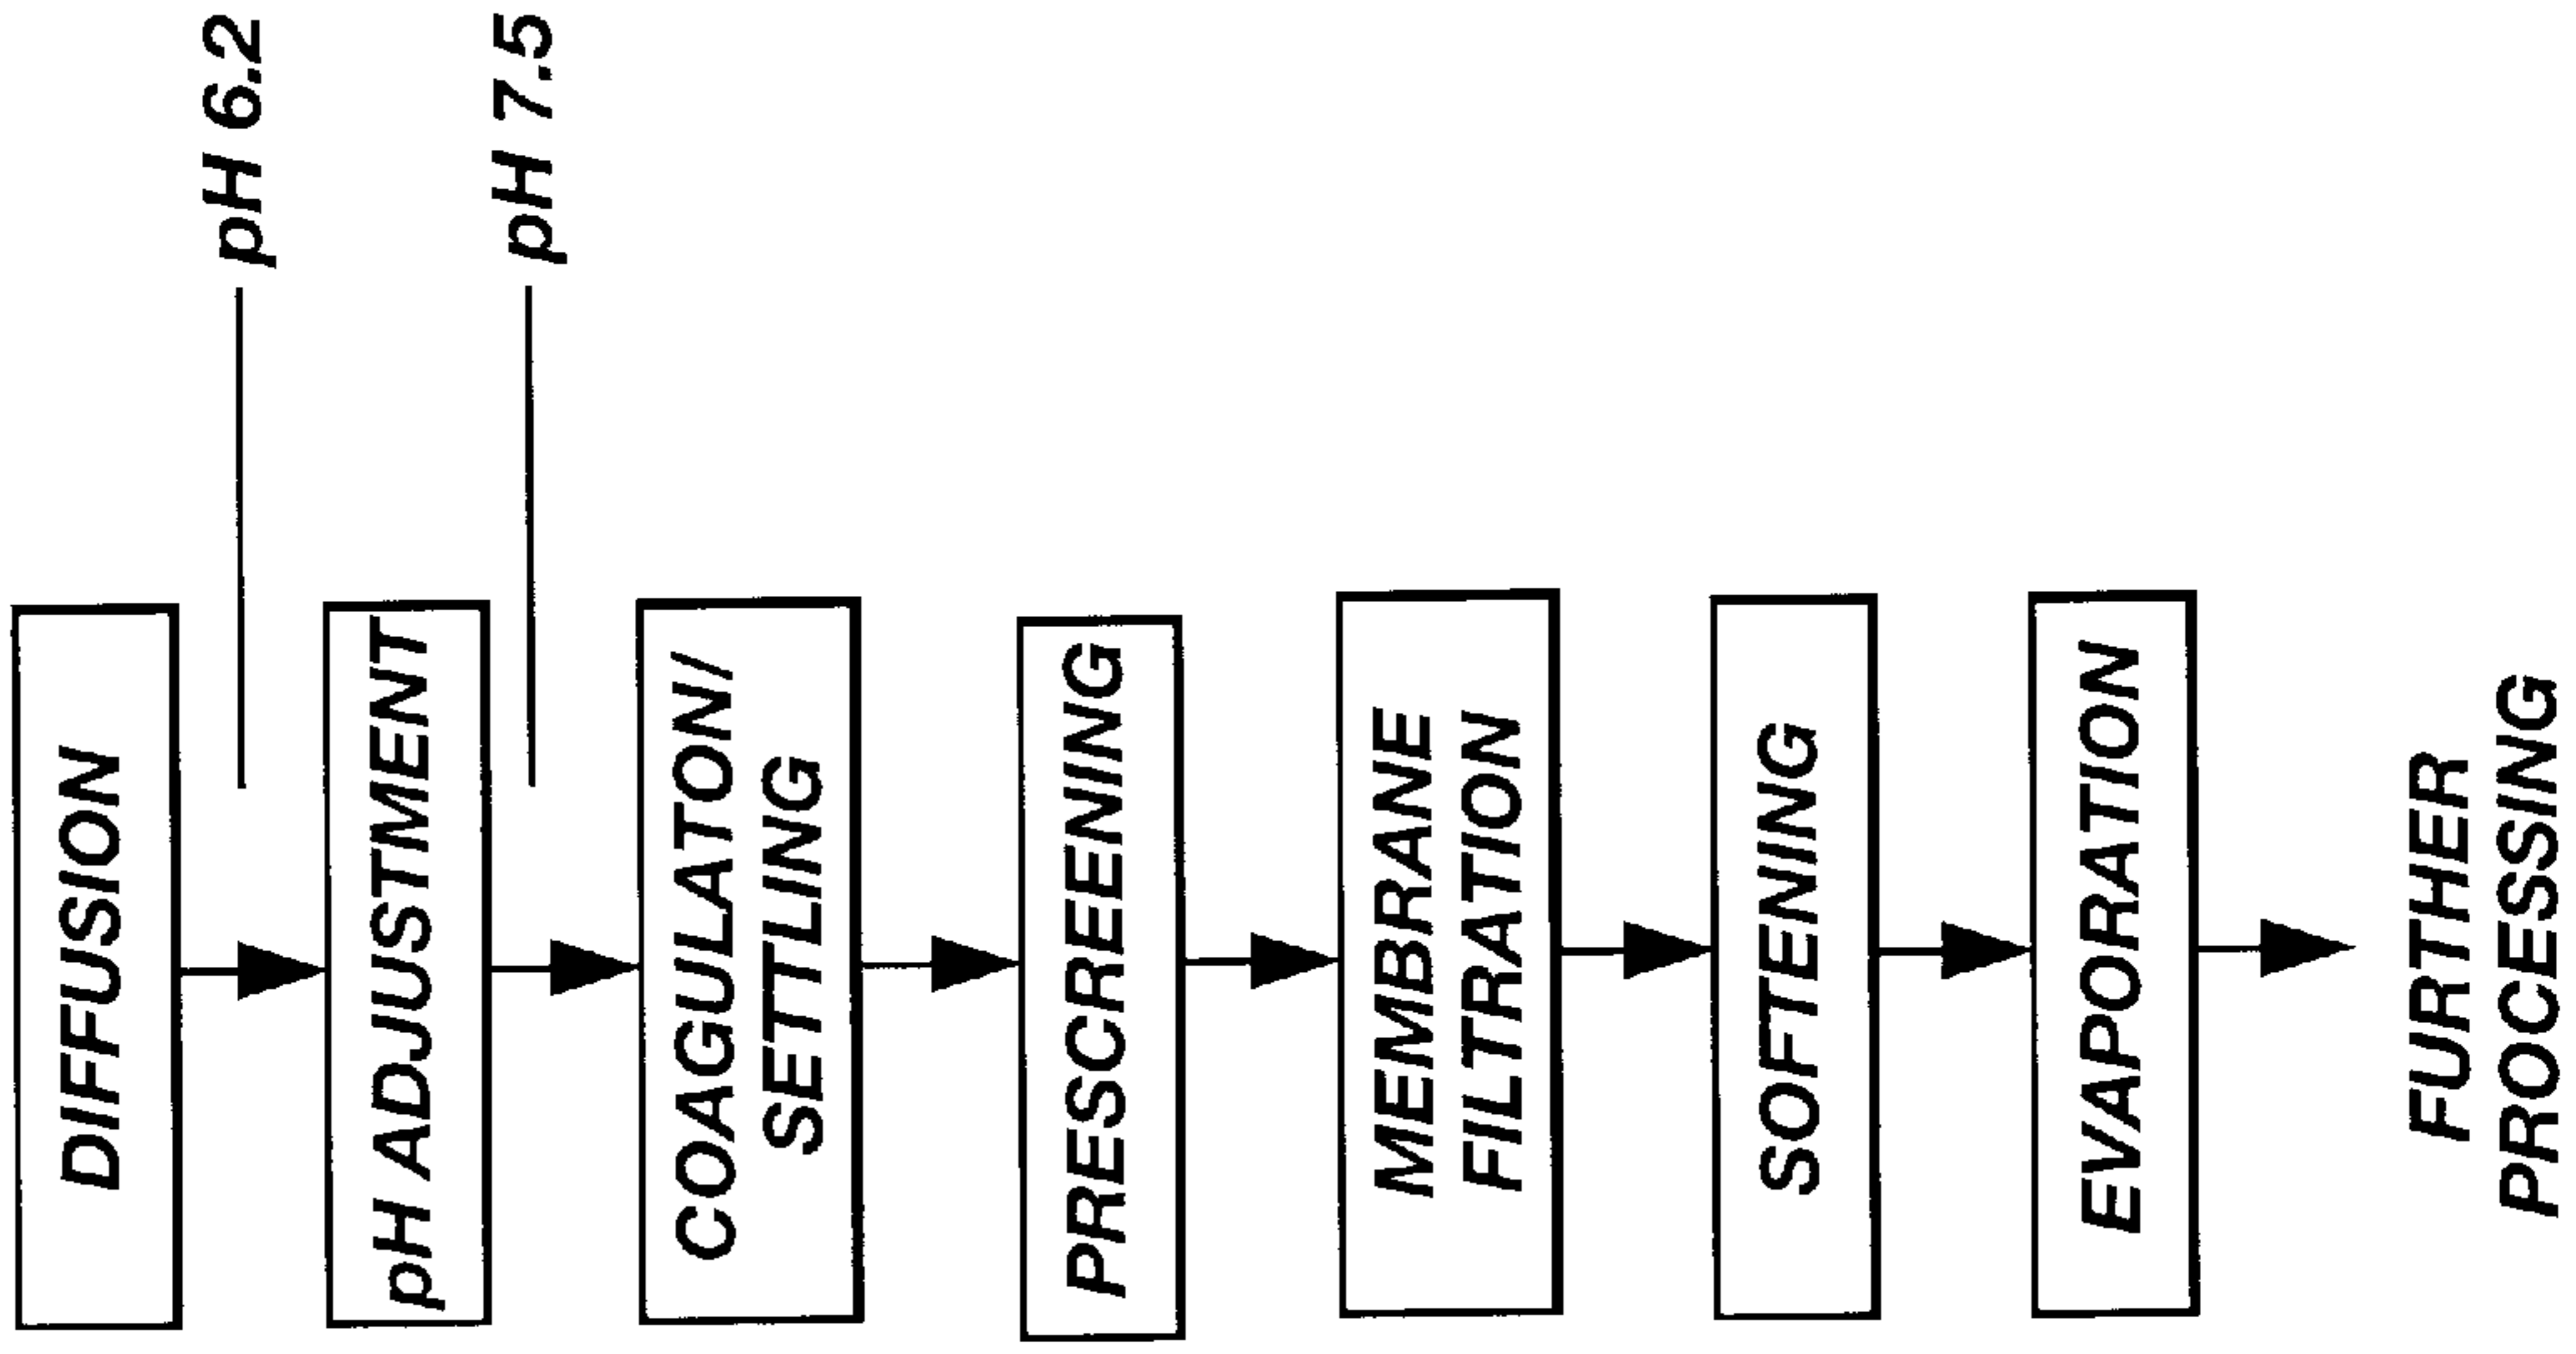 DIFFUSION
pH 6.2
pH ADJUSTMENT
pH 7.5
COAGULATON/
SETTLING
PRESCREENING
MEMBRANE
FILTRATION
SOFTENING
EVAPORATION
FURTHER
PROCESSING